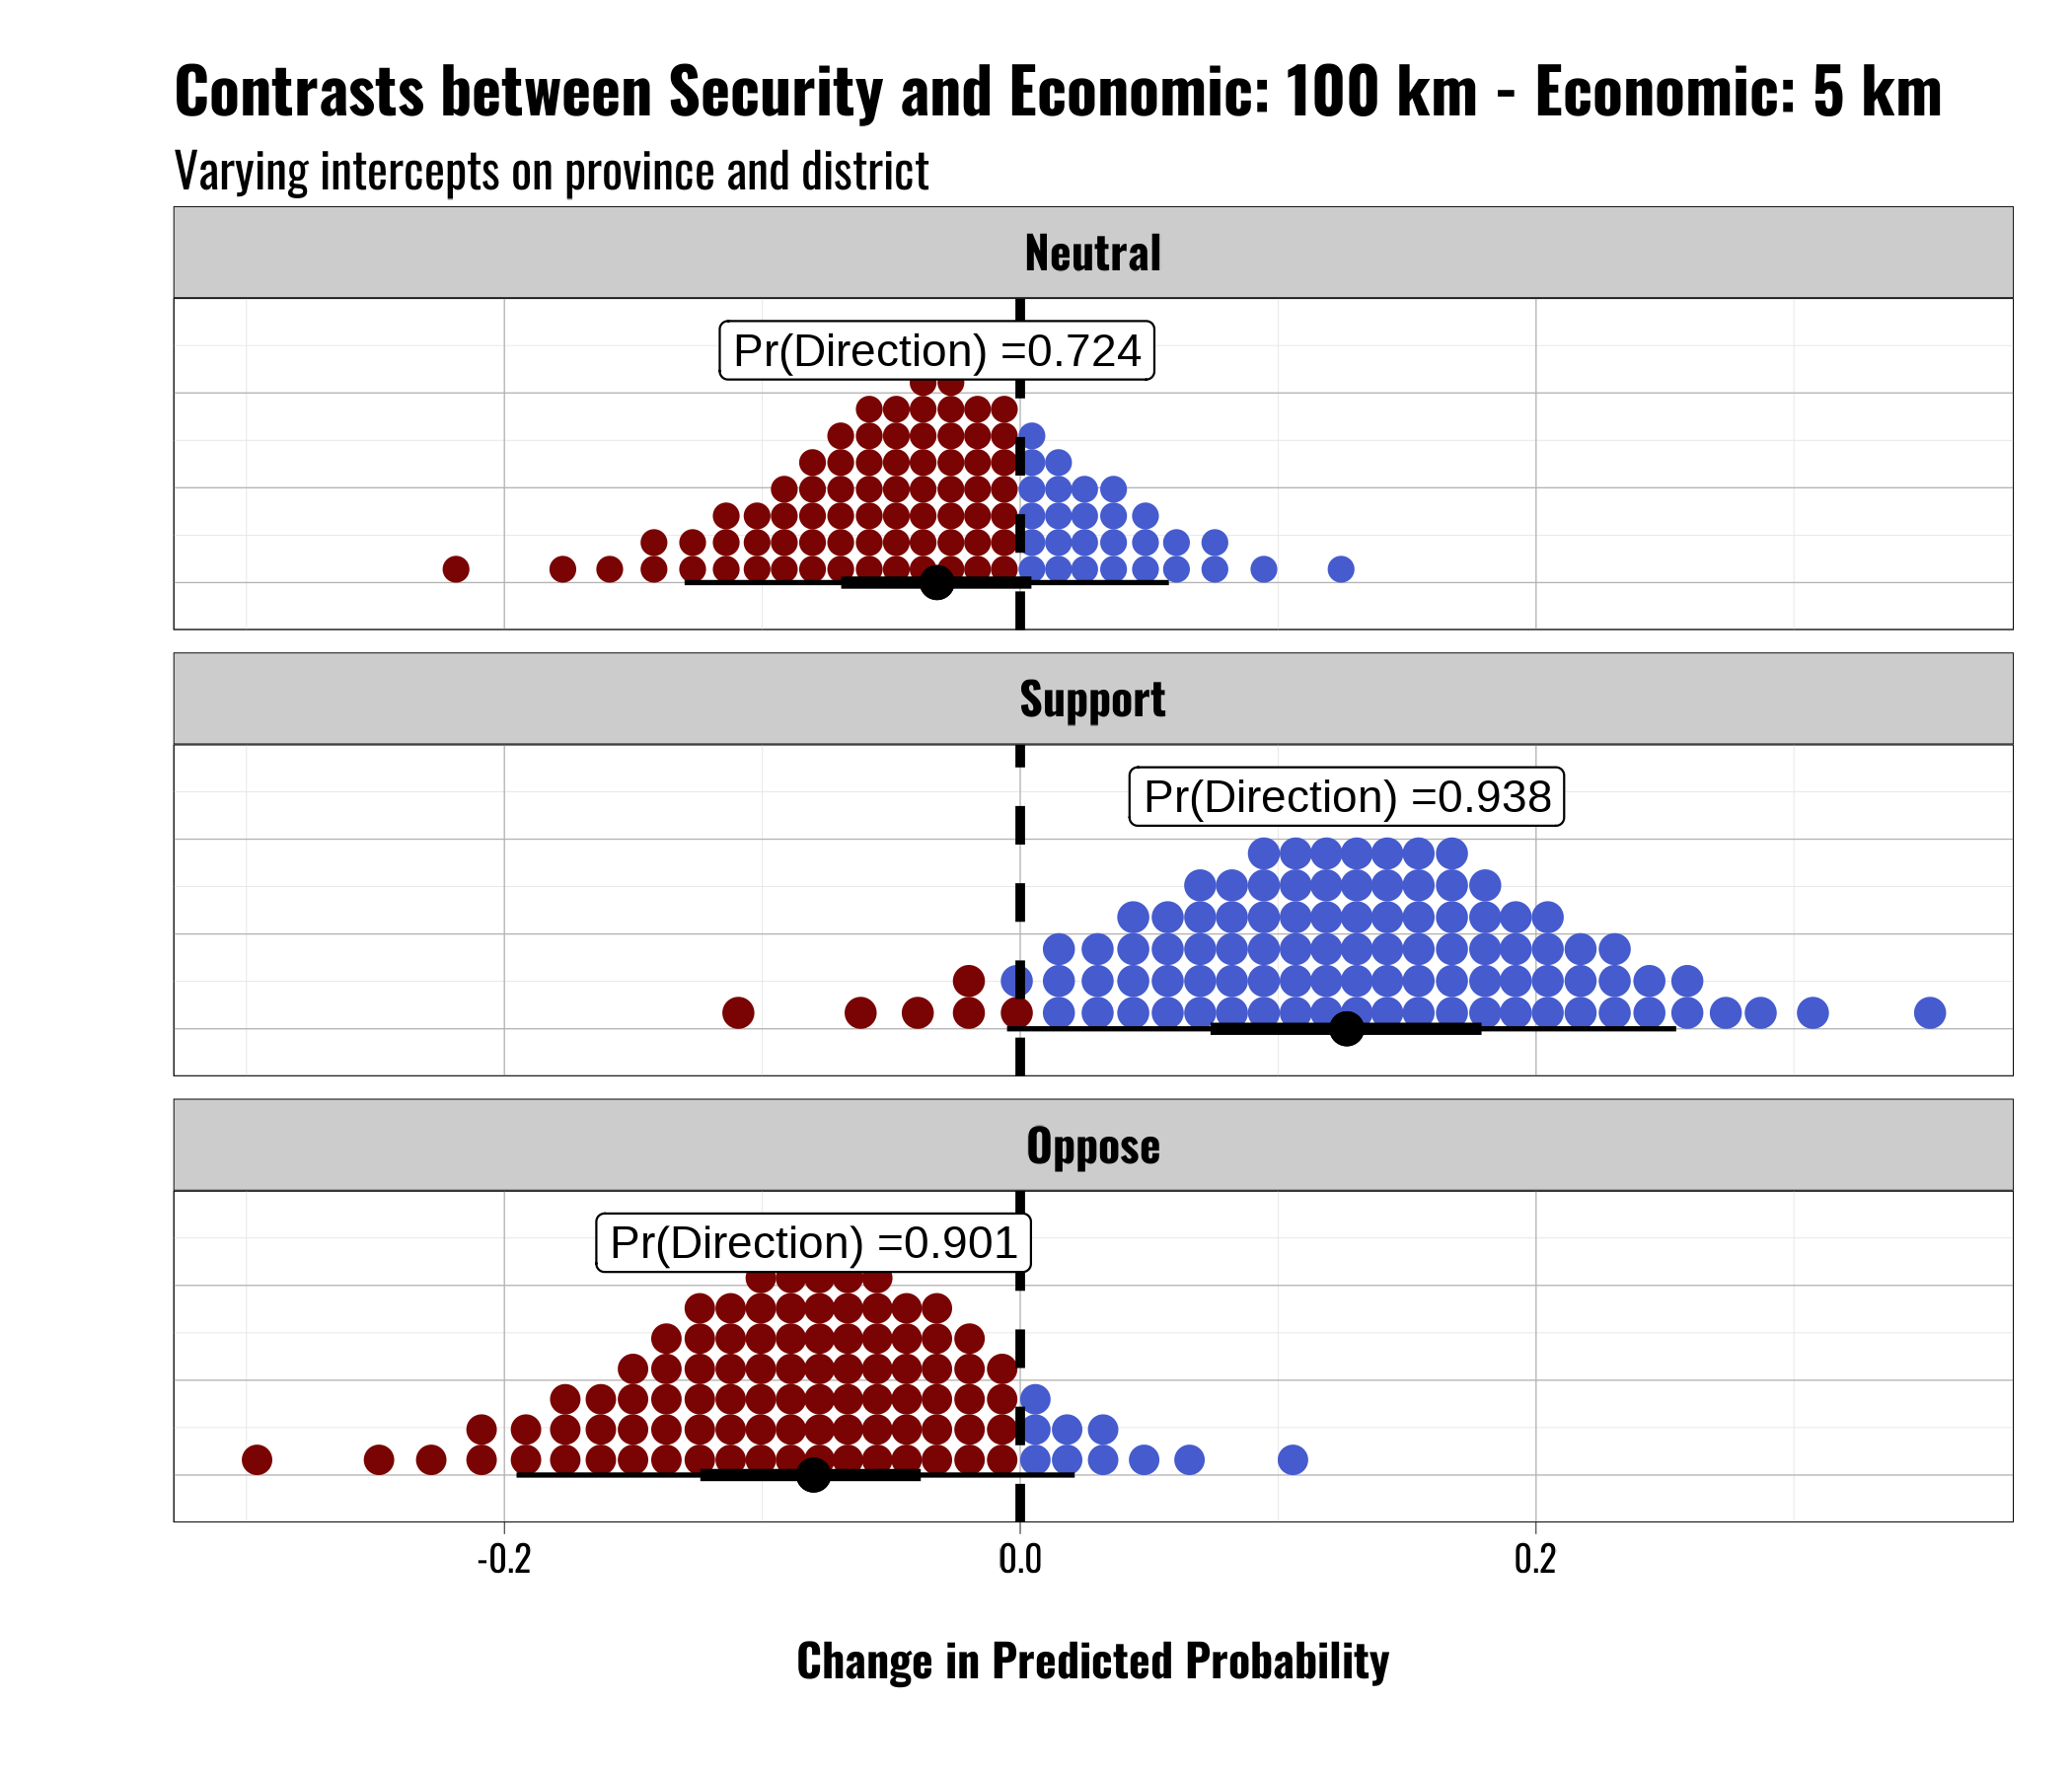 Contrasts between Security and Economic: 100 km - Economic: 5 km
Varying intercepts on province and district
Neutral
Pr(Direction) =0.724
Support
Pr(Direction) =0.938
Oppose
Pr(Direction) =0.901
-0.2 0.0 0.2
Change in Predicted Probability